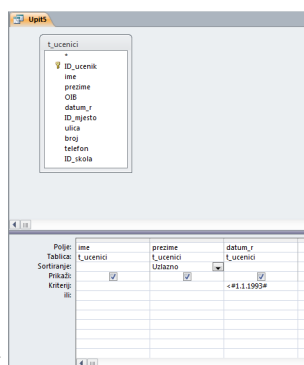 Upit5
t_ucenici
*
ID_ucenik
ime
prezime
OIB
datum_r
ID_mjesto
ulica
broj
telefon
ID_skola
Polje: ime prezime datum_r
Tablica: t_ucenici t_ucenici t_ucenici
Sortiranje: Uzlazno
Prikaži:
Kriteriji: <#1.1.1993#
ili: